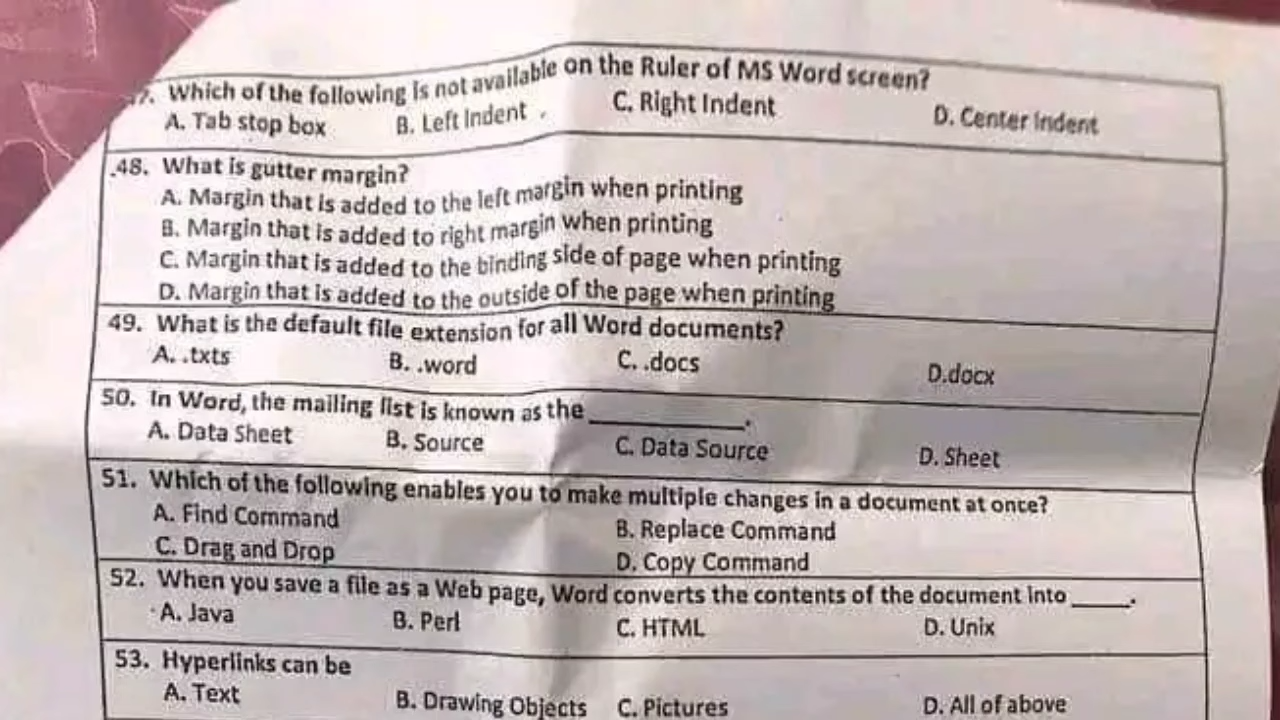 7. Which of the following is not available on the Ruler of MS Word screen?
A. Tab stop box B. Left Indent C. Right Indent D. Center Indent
48. What is gutter margin?
A. Margin that is added to the left margin when printing
B. Margin that is added to right margin when printing
C. Margin that is added to the binding side of page when printing
D. Margin that is added to the outside of the page when printing
49. What is the default file extension for all Word documents?
A. .txts B. .word C. .docs D.docx
50. In Word, the mailing list is known as the ________.
A. Data Sheet B. Source C. Data Source D. Sheet
51. Which of the following enables you to make multiple changes in a document at once?
A. Find Command B. Replace Command
C. Drag and Drop D. Copy Command
52. When you save a file as a Web page, Word converts the contents of the document into ____.
A. Java B. Perl C. HTML D. Unix
53. Hyperlinks can be
A. Text B. Drawing Objects C. Pictures D. All of above